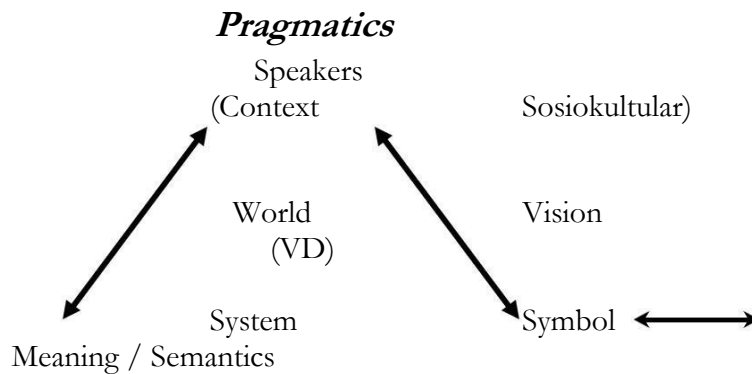 Pragmatics
Speakers
(Context Sosiokultular)
World Vision
(VD)
System Symbol
Meaning / Semantics